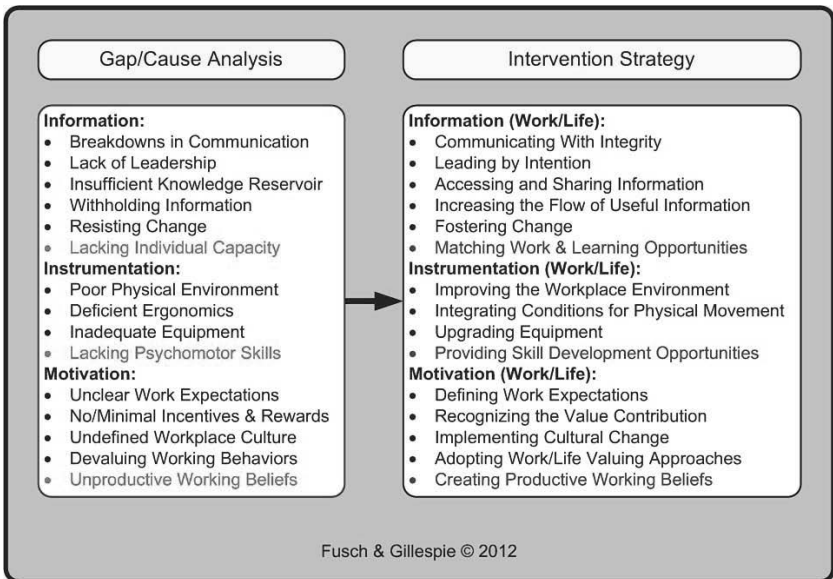 Gap/Cause Analysis
Intervention Strategy
Information:
• Breakdowns in Communication
• Lack of Leadership
• Insufficient Knowledge Reservoir
• Withholding Information
• Resisting Change
• Lacking Individual Capacity
Instrumentation:
• Poor Physical Environment
• Deficient Ergonomics
• Inadequate Equipment
• Lacking Psychomotor Skills
Motivation:
• Unclear Work Expectations
• No/Minimal Incentives & Rewards
• Undefined Workplace Culture
• Devaluing Working Behaviors
• Unproductive Working Beliefs
Information (Work/Life):
• Communicating With Integrity
• Leading by Intention
• Accessing and Sharing Information
• Increasing the Flow of Useful Information
• Fostering Change
• Matching Work & Learning Opportunities
Instrumentation (Work/Life):
• Improving the Workplace Environment
• Integrating Conditions for Physical Movement
• Upgrading Equipment
• Providing Skill Development Opportunities
Motivation (Work/Life):
• Defining Work Expectations
• Recognizing the Value Contribution
• Implementing Cultural Change
• Adopting Work/Life Valuing Approaches
• Creating Productive Working Beliefs
Fusch & Gillespie © 2012